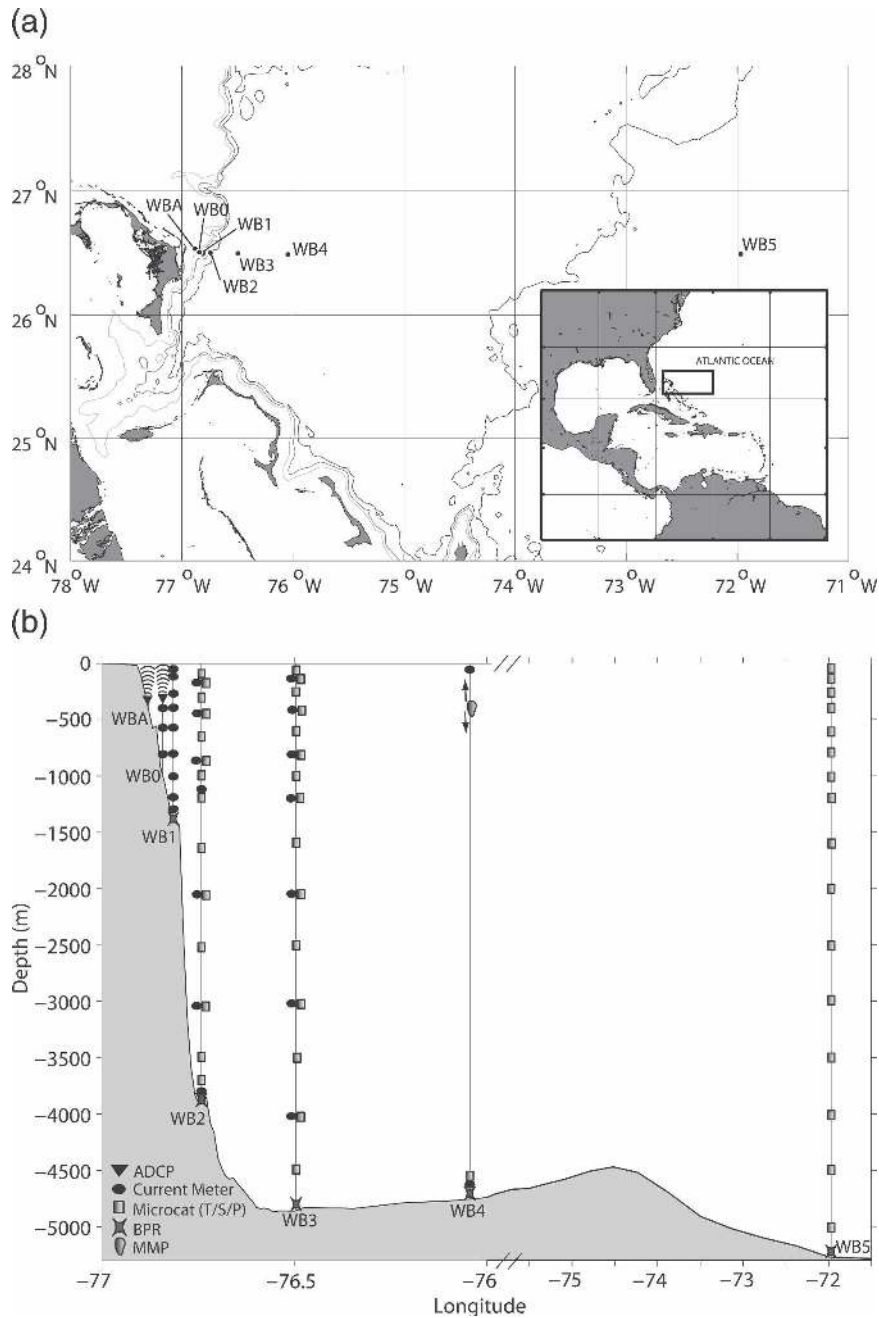 (a)
28°N
27°N
26°N
25°N
24°N
WBA
WB0
WB1
WB4
WB3
WB2
WB5
ATLANTIC OCEAN
78°W
77°W
76°W
75°W
74°W
73°W
72°W
71°W
(b)
0
−500
−1000
−1500
−2000
−2500
−3000
−3500
−4000
−4500
−5000
Depth (m)
WBA
WB0
WB1
WB2
WB3
WB4
WB5
ADCP
Current Meter
Microcat (T/S/P)
BPR
MMP
−77
−76.5
−76
−75
−74
−73
−72
Longitude